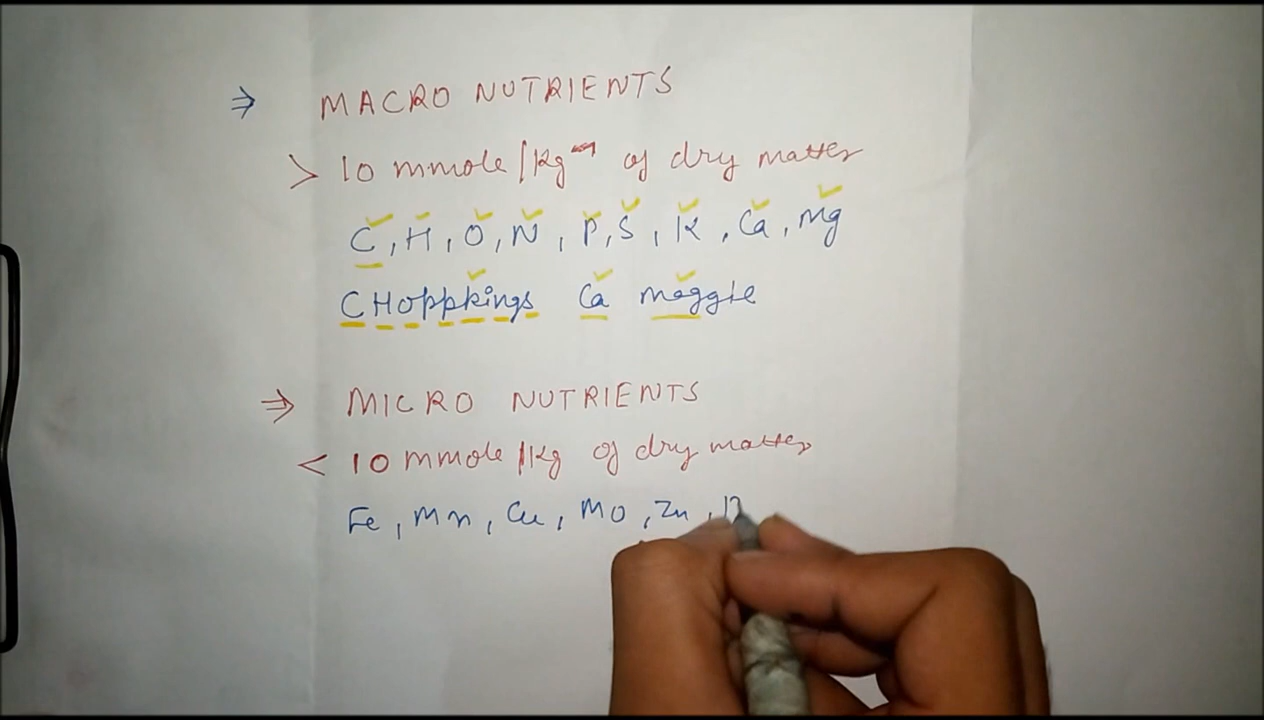 ⇒ MACRO NUTRIENTS
> 10 mmole/Kg of dry matter
C, H, O, N, P, S, K, Ca, Mg
CHoppkings Ca maggie
⇒ MICRO NUTRIENTS
< 10 mmole/Kg of dry matter
Fe, Mn, Cu, Mo, Zn,